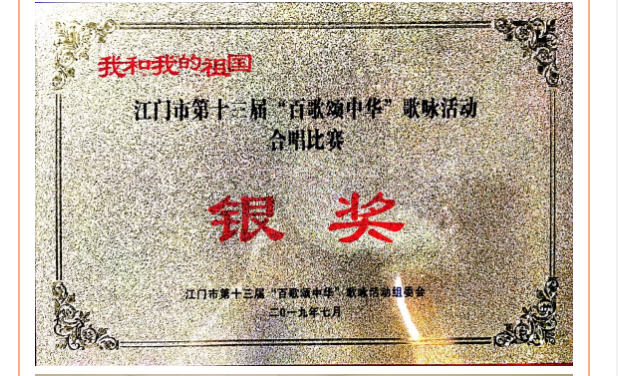 我和我的祖国
江门市第十三届“百歌颂中华”歌咏活动
合唱比赛
银奖
江门市第十三届“百歌颂中华”歌咏活动组委会
二0一九年七月